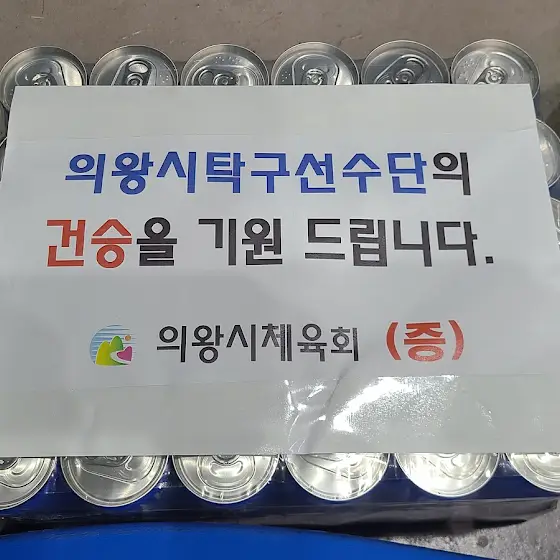 의왕시탁구선수단의
건승을 기원 드립니다.
의왕시체육회 (증)